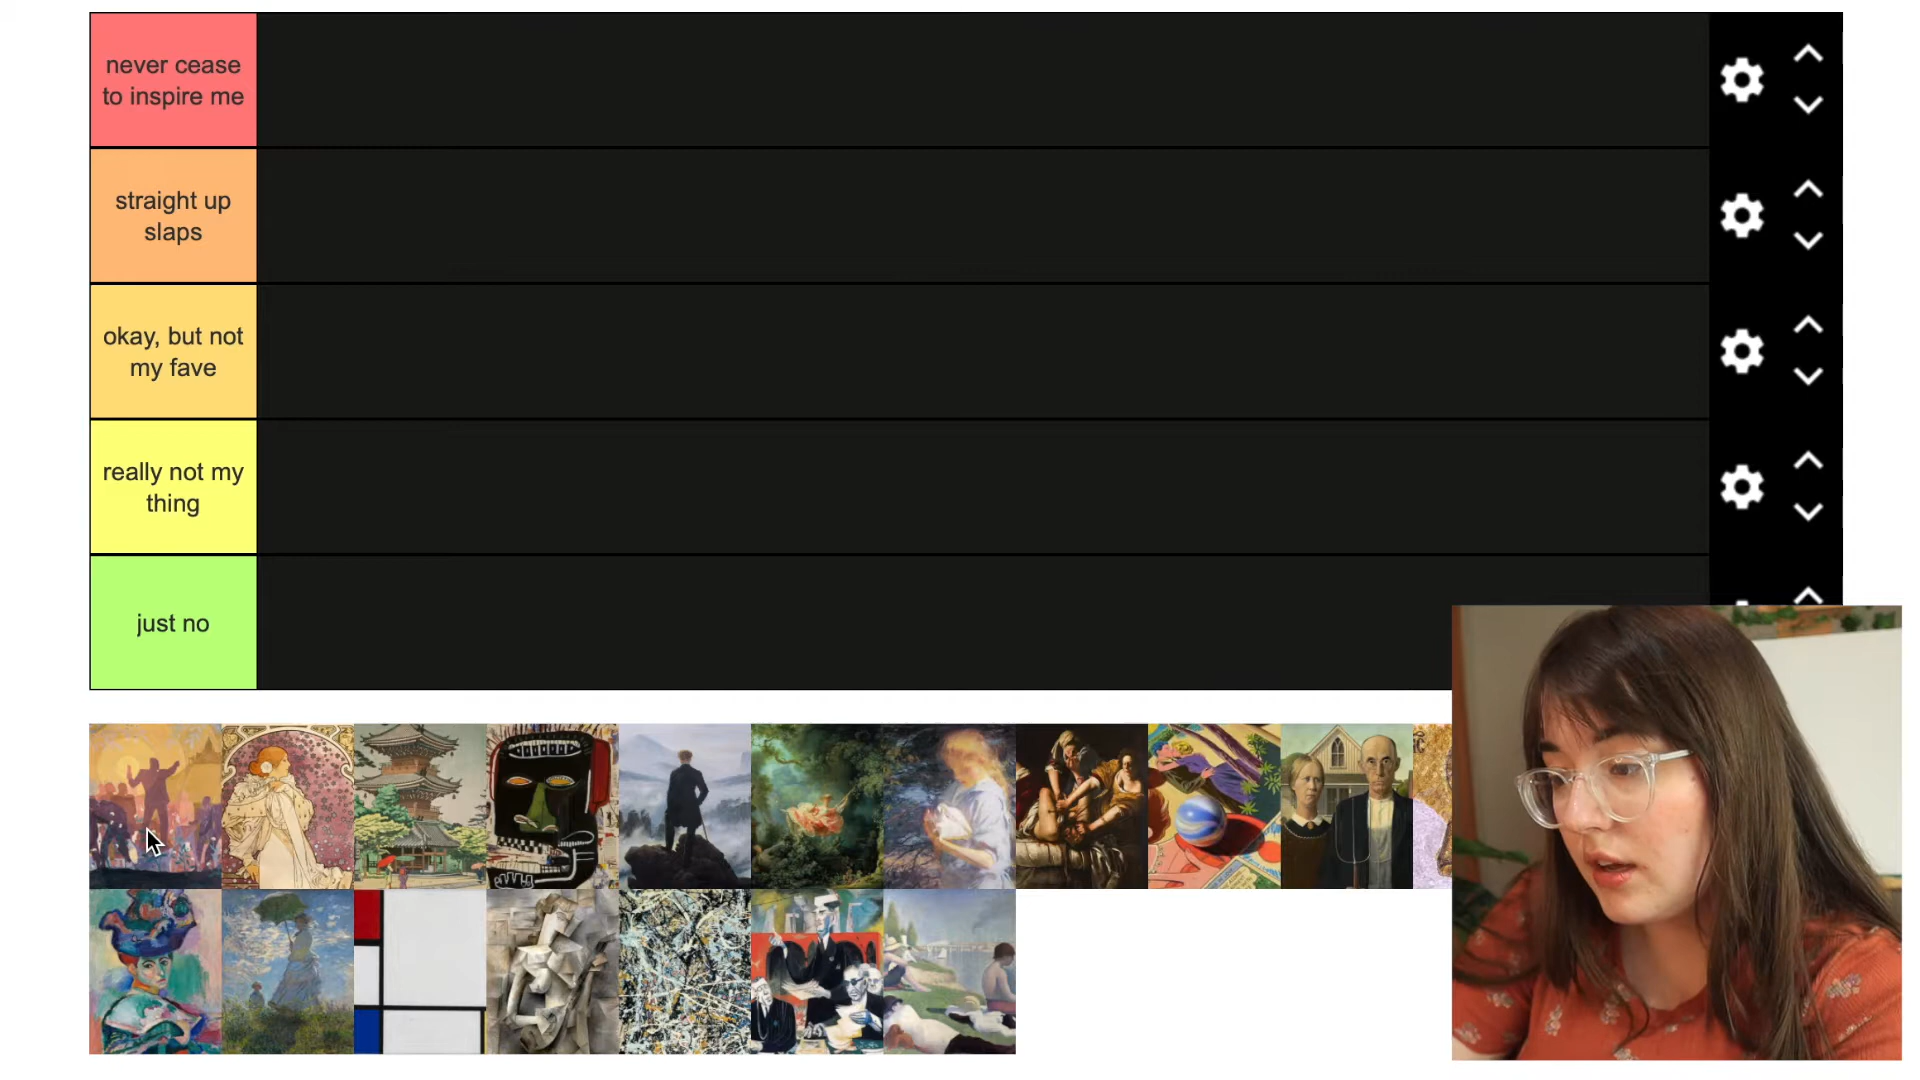 never cease
to inspire me
straight up
slaps
okay, but not
my fave
really not my
thing
just no